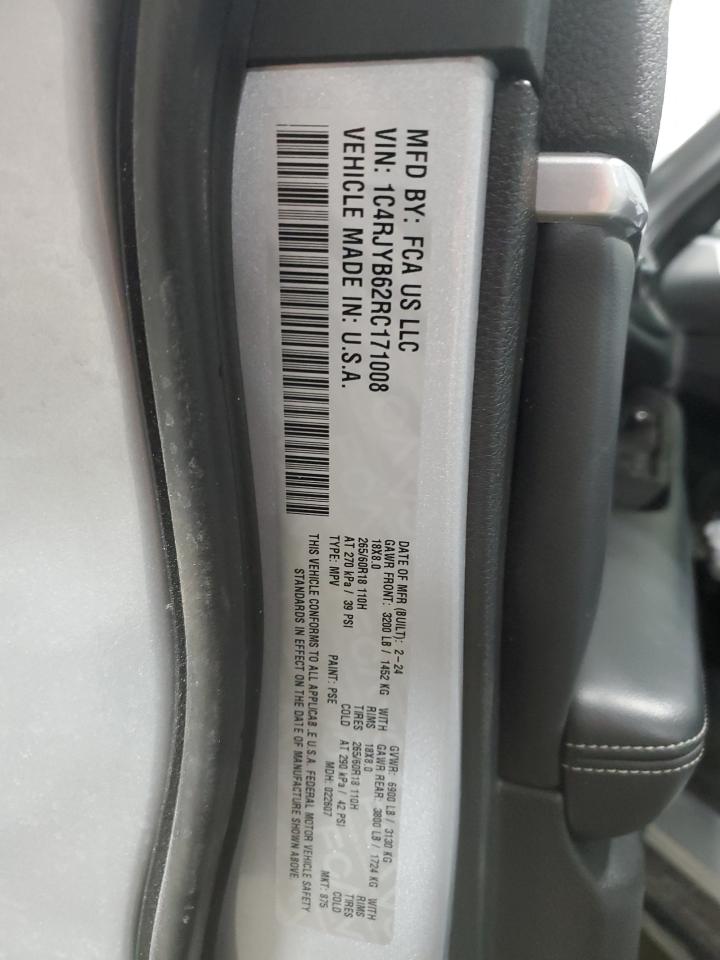 MFD BY: FCA US LLC
VIN: 1C4RJYB62RC171008
VEHICLE MADE IN: U.S.A.
DATE OF MFR (BUILT): 2-24 GVWR: 6900 LB / 3130 KG
GAWR FRONT: 3200 LB / 1452 KG WITH GAWR REAR: 3800 LB / 1724 KG WITH
18X8.0 RIMS 18X8.0 RIMS
265/60R18 110H TIRES 265/60R18 110H TIRES
AT 270 kPa / 39 PSI COLD AT 290 kPa / 42 PSI COLD
TYPE: MPV PAINT: PSE MDH: 022607 MKT: 875
THIS VEHICLE CONFORMS TO ALL APPLICAB_E U.S.A. FEDERAL MOTOR VEHICLE SAFETY
STANDARDS IN EFFECT ON THE DATE OF MANUFACTURE SHOWN ABOVE.